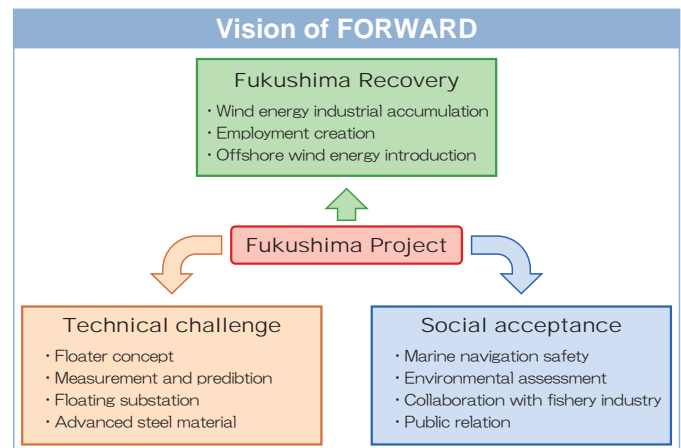 Vision of FORWARD
Fukushima Recovery
・Wind energy industrial accumulation
・Employment creation
・Offshore wind energy introduction
Fukushima Project
Technical challenge
・Floater concept
・Measurement and predibtion
・Floating substation
・Advanced steel material
Social acceptance
・Marine navigation safety
・Environmental assessment
・Collaboration with fishery industry
・Public relation